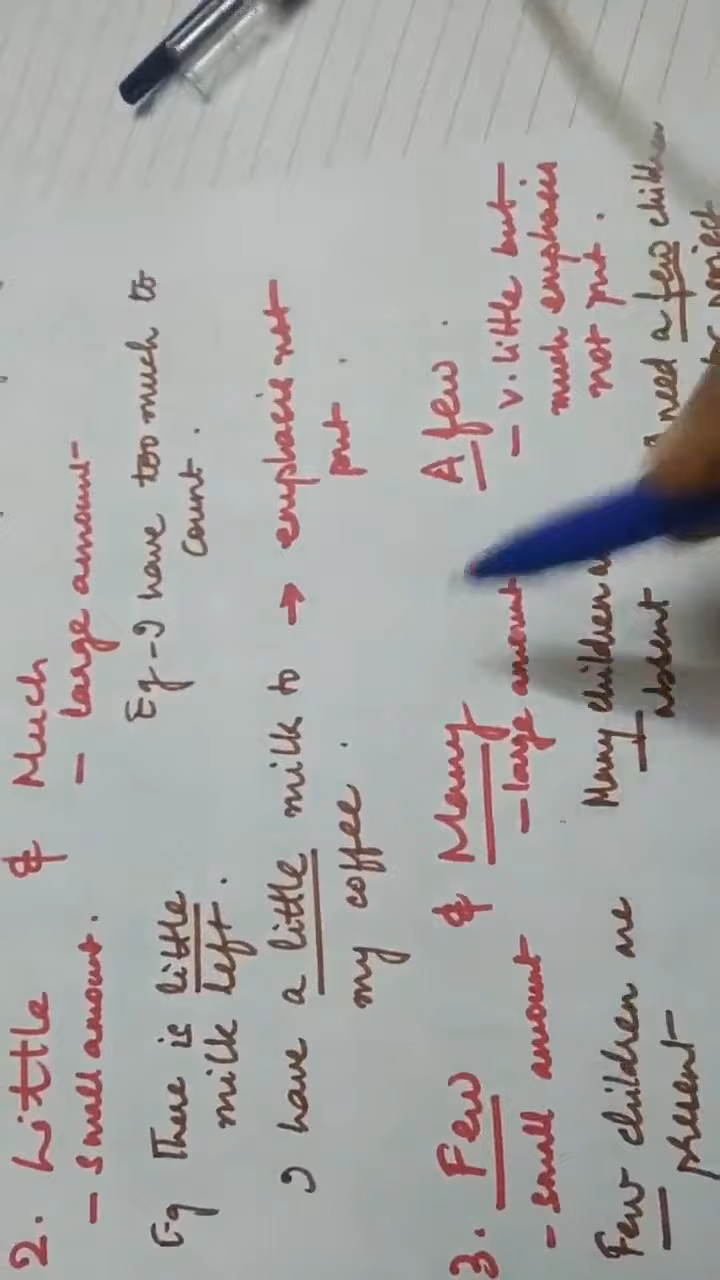 2. Little & Much
- small amount. - large amount
Eg There is little Eg - I have too much to
milk left. count.
I have a little milk to → emphasis not
my coffee. put.
3. Few & Many A few.
- small amount - large amount - v. little but
much emphasis
not put.
Few children are Many children need a few children
present absent project